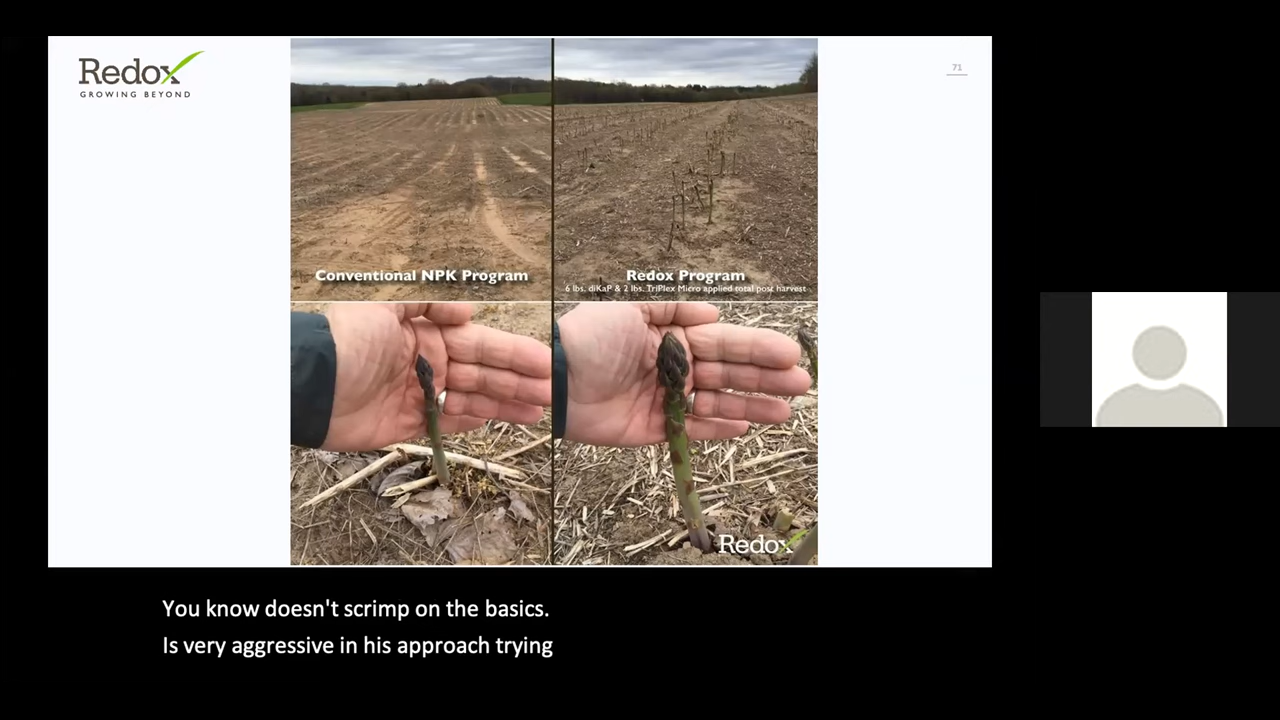 Redox
GROWING BEYOND
71
Conventional NPK Program
Redox Program
6 lbs. diKaP & 2 lbs. TriPlex Micro applied total post harvest
Redox
You know doesn't scrimp on the basics.
Is very aggressive in his approach trying